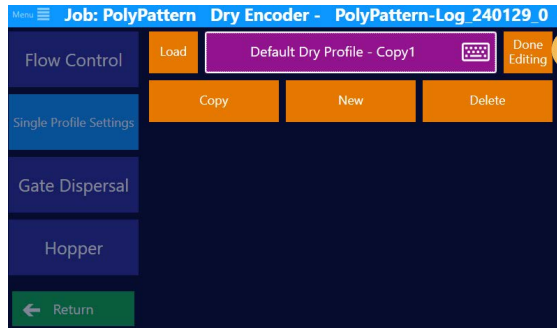 Menu Job: PolyPattern Dry Encoder - PolyPattern-Log_240129_0
Flow Control
Load Default Dry Profile - Copy1 Done
Editing
Copy New Delete
Single Profile Settings
Gate Dispersal
Hopper
Return